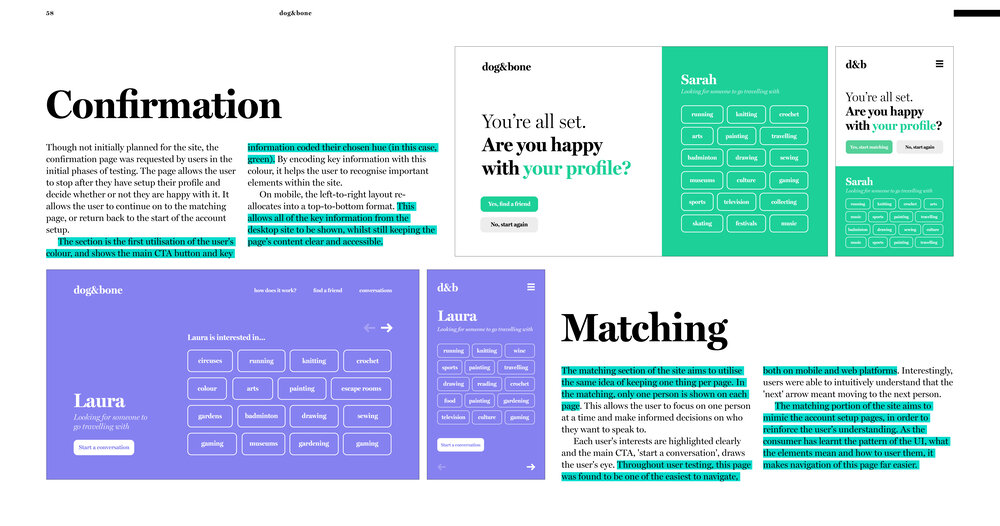 58
dog&bone
Confirmation
Though not initially planned for the site, the
confirmation page was requested by users in the
initial phases of testing. The page allows the user
to stop after they have setup their profile and
decide whether or not they are happy with it. It
allows the user to continue on to the matching
page, or return back to the start of the account
setup.
The section is the first utilisation of the user's
colour, and shows the main CTA button and key
information coded their chosen hue (in this case,
green). By encoding key information with this
colour, it helps the user to recognise important
elements within the site.
On mobile, the left-to-right layout re-
allocates into a top-to-bottom format. This
allows all of the key information from the
desktop site to be shown, whilst still keeping the
page's content clear and accessible.
dog&bone
You're all set.
Are you happy
with your profile?
Yes, find a friend
No, start again
Sarah
Looking for someone to go travelling with
running knitting crochet
arts painting travelling
badminton drawing sewing
museums culture gaming
sports television collecting
skating festivals music
d&b
You're all set.
Are you happy
with your profile?
Yes, start matching No, start again
Sarah
Looking for someone to go travelling with
running knitting crochet arts
music sports painting travelling
badminton drawing sewing culture
museums television crochet gaming
music sports painting travelling
dog&bone
how does it work? find a friend conversations
Laura is interested in...
circuses running knitting crochet
colour arts painting escape rooms
gardens badminton drawing sewing
gaming museums gardening gaming
Laura
Looking for someone to
go travelling with
Start a conversation
d&b
Laura
Looking for someone to go travelling with
running knitting wine
sports painting travelling
drawing reading crochet
food painting gardening
television culture gaming
Start a conversation
Matching
The matching section of the site aims to utilise
the same idea of keeping one thing per page. In
the matching, only one person is shown on each
page. This allows the user to focus on one person
at a time and make informed decisions on who
they want to speak to.
Each user's interests are highlighted clearly
and the main CTA, 'start a conversation', draws
the user's eye. Throughout user testing, this page
was found to be one of the easiest to navigate,
both on mobile and web platforms. Interestingly,
users were able to intuitively understand that the
'next' arrow meant moving to the next person.
The matching portion of the site aims to
mimic the account setup pages, in order to
reinforce the user's understanding. As the
consumer has learnt the pattern of the UI, what
the elements mean and how to user them, it
makes navigation of this page far easier.